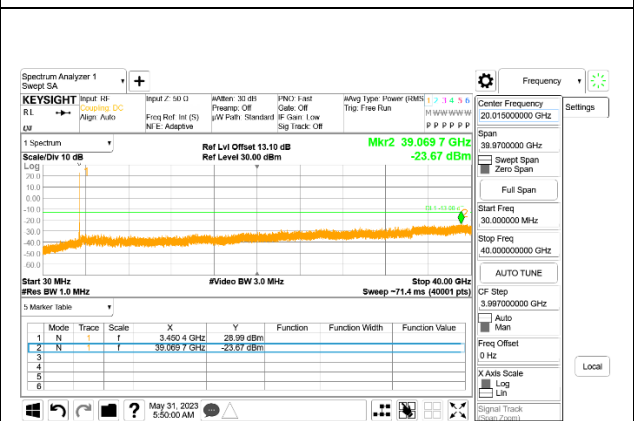 Spectrum Analyzer 1
Swept SA
Frequency
KEYSIGHT
RL
Input: RF
Coupling: DC
Align: Auto
Input Z: 50 Ω
Freq Ref: Int (S)
NFE: Adaptive
#Atten: 30 dB
Preamp: Off
µW Path: Standard
PNO: Fast
Gate: Off
IF Gain: Low
Sig Track: Off
#Avg Type: Power (RMS
Trig: Free Run
1 2 3 4 5 6
M W W W W W
P P P P P P
Center Frequency
20.015000000 GHz
Settings
1 Spectrum
Scale/Div 10 dB
Ref Lvl Offset 13.10 dB
Ref Level 30.00 dBm
Mkr2 39.069 7 GHz
-23.67 dBm
Span
39.9700000 GHz
Swept Span
Zero Span
Full Span
Log
20.0
10.0
0.00
-10.0
-20.0
-30.0
-40.0
-50.0
-60.0
1
2
Start Freq
30.000000 MHz
Stop Freq
40.000000000 GHz
AUTO TUNE
Start 30 MHz
#Res BW 1.0 MHz
#Video BW 3.0 MHz
Stop 40.00 GHz
Sweep ~71.4 ms (40001 pts)
CF Step
3.997000000 GHz
Auto
Man
5 Marker Table
Mode Trace Scale X Y Function Function Width Function Value
1 N 1 f 3.450 4 GHz 28.99 dBm
2 N 1 f 39.069 7 GHz -23.67 dBm
3
4
5
6
Freq Offset
0 Hz
X Axis Scale
Log
Lin
Local
Signal Track
(Span Zoom)
May 31, 2023
5:50:00 AM